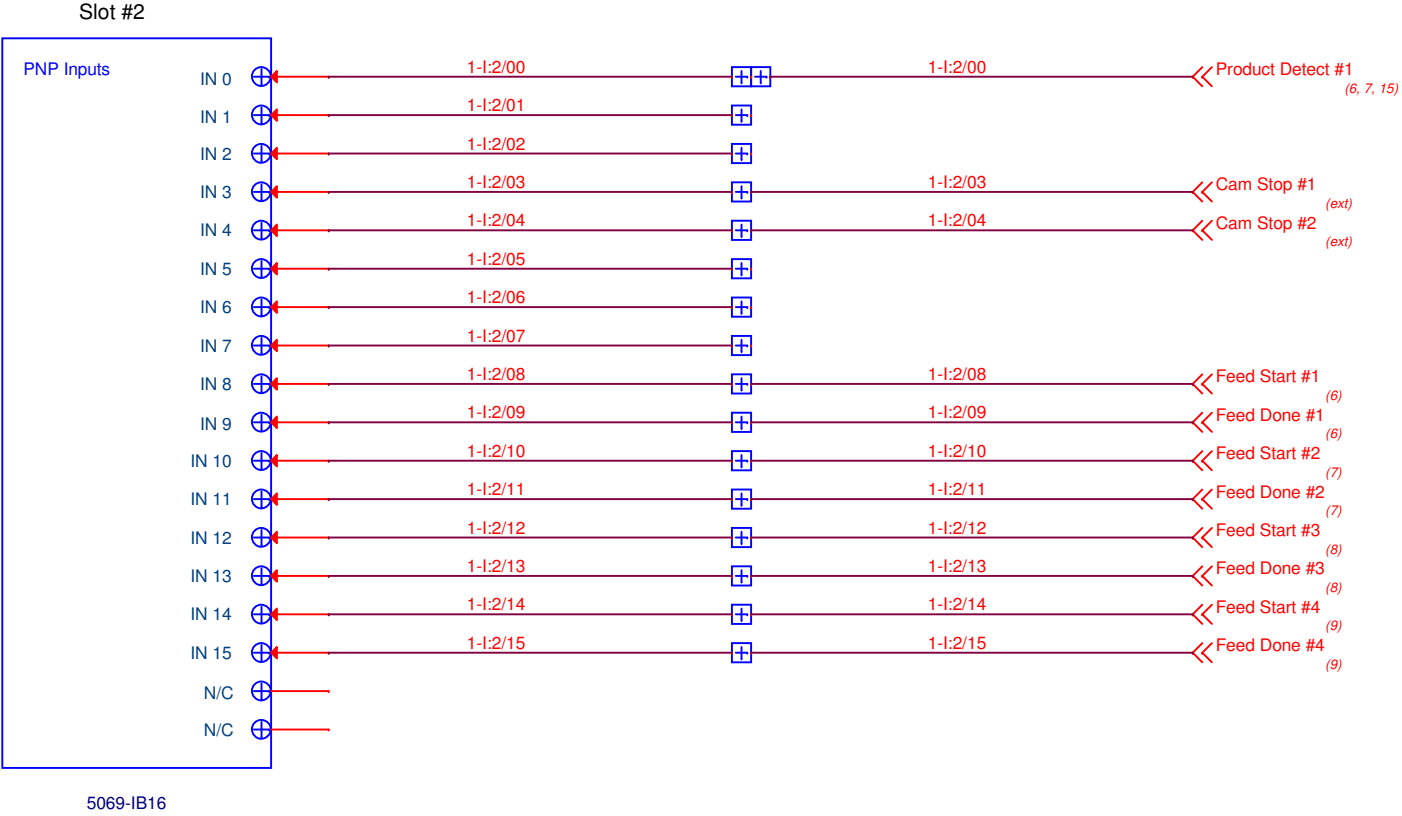 Slot #2
PNP Inputs
IN 0 1-I:2/00 1-I:2/00 Product Detect #1
(6, 7, 15)
IN 1 1-I:2/01
IN 2 1-I:2/02
IN 3 1-I:2/03 1-I:2/03 Cam Stop #1
(ext)
IN 4 1-I:2/04 1-I:2/04 Cam Stop #2
(ext)
IN 5 1-I:2/05
IN 6 1-I:2/06
IN 7 1-I:2/07
IN 8 1-I:2/08 1-I:2/08 Feed Start #1
(6)
IN 9 1-I:2/09 1-I:2/09 Feed Done #1
(6)
IN 10 1-I:2/10 1-I:2/10 Feed Start #2
(7)
IN 11 1-I:2/11 1-I:2/11 Feed Done #2
(7)
IN 12 1-I:2/12 1-I:2/12 Feed Start #3
(8)
IN 13 1-I:2/13 1-I:2/13 Feed Done #3
(8)
IN 14 1-I:2/14 1-I:2/14 Feed Start #4
(9)
IN 15 1-I:2/15 1-I:2/15 Feed Done #4
(9)
N/C
N/C
5069-IB16